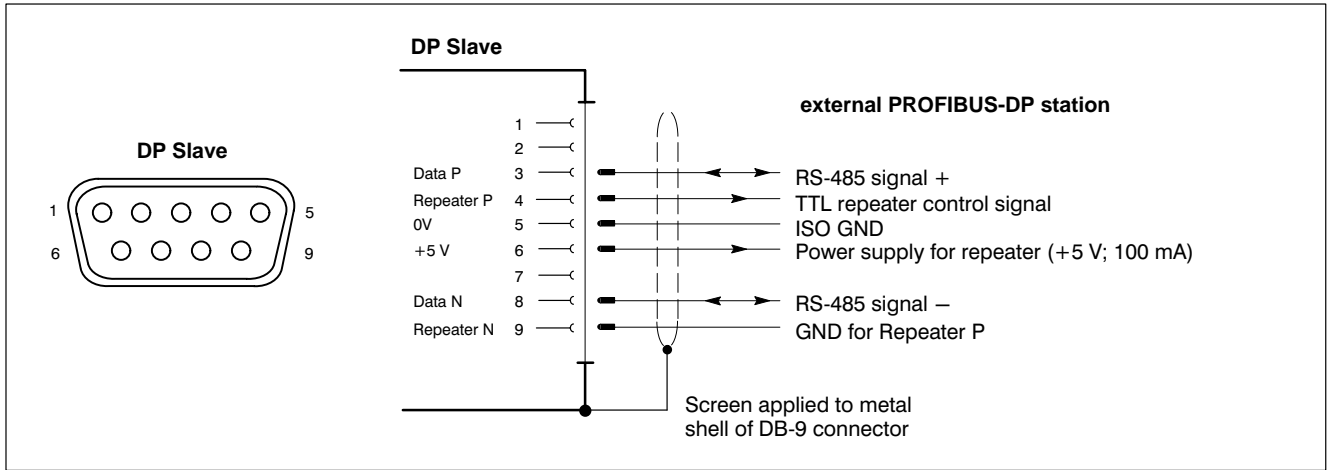 DP Slave
external PROFIBUS-DP station
DP Slave
1
5
6
9
1
2
Data P 3 RS-485 signal +
Repeater P 4 TTL repeater control signal
0V 5 ISO GND
+5 V 6 Power supply for repeater (+5 V; 100 mA)
7
Data N 8 RS-485 signal −
Repeater N 9 GND for Repeater P
Screen applied to metal
shell of DB-9 connector